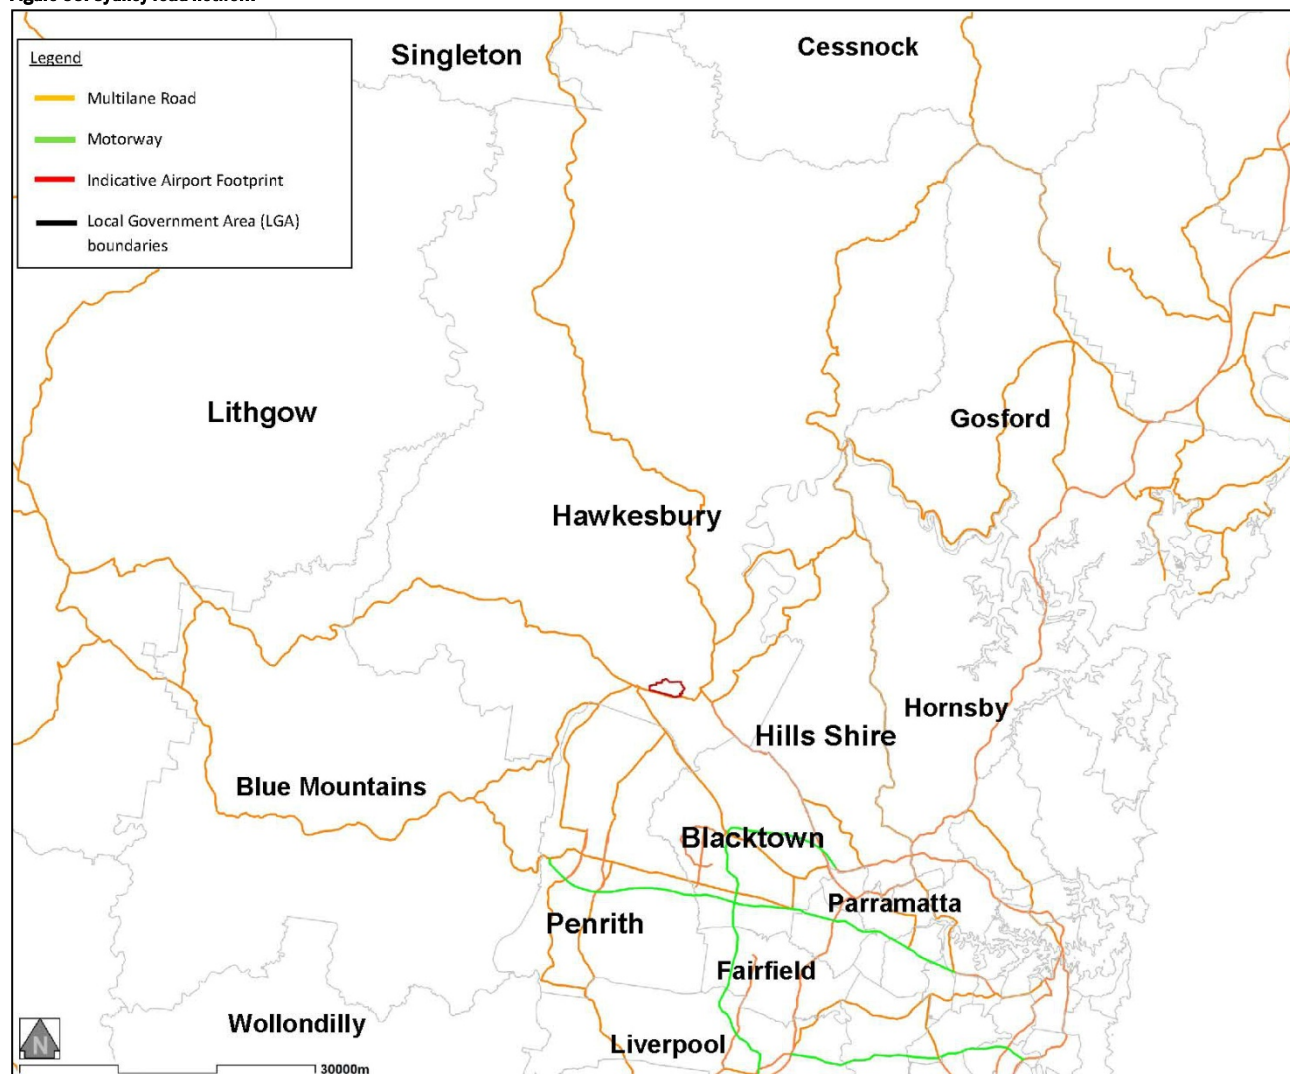 Singleton
Cessnock
Legend
Multilane Road
Motorway
Indicative Airport Footprint
Local Government Area (LGA)
boundaries
Lithgow
Gosford
Hawkesbury
Hornsby
Hills Shire
Blue Mountains
Blacktown
Parramatta
Penrith
Fairfield
Wollondilly
Liverpool
N
30000m